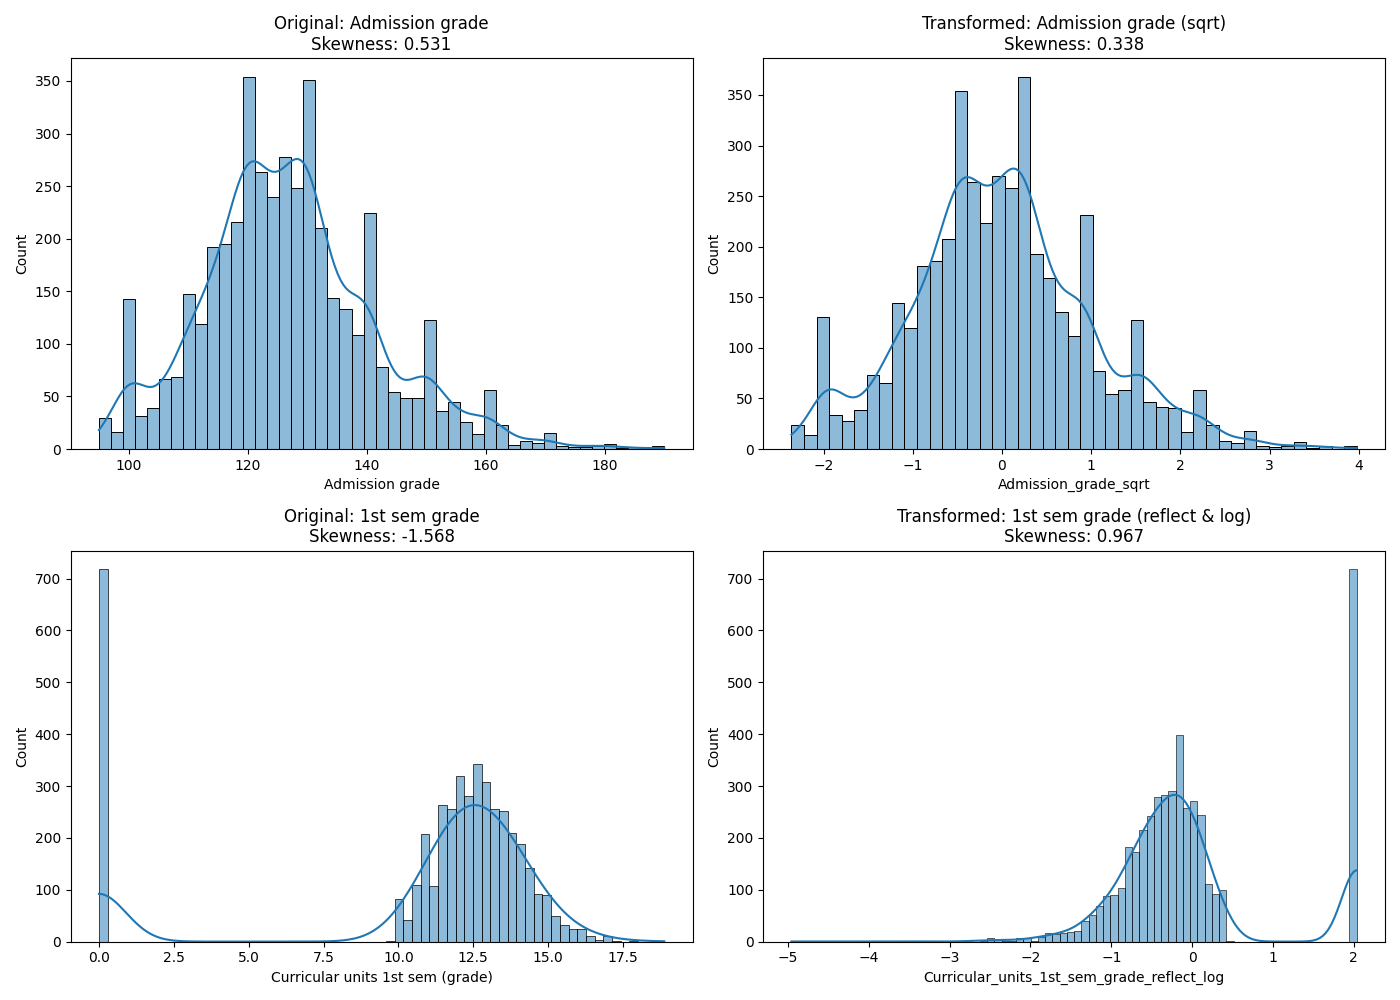 Original: Admission grade
Skewness: 0.531
350
300
250
200
150
100
50
0
Count
100 120 140 160 180
Admission grade
Transformed: Admission grade (sqrt)
Skewness: 0.338
350
300
250
200
150
100
50
0
Count
−2 −1 0 1 2 3 4
Admission_grade_sqrt
Original: 1st sem grade
Skewness: -1.568
700
600
500
400
300
200
100
0
Count
0.0 2.5 5.0 7.5 10.0 12.5 15.0 17.5
Curricular units 1st sem (grade)
Transformed: 1st sem grade (reflect & log)
Skewness: 0.967
700
600
500
400
300
200
100
0
Count
−5 −4 −3 −2 −1 0 1 2
Curricular_units_1st_sem_grade_reflect_log